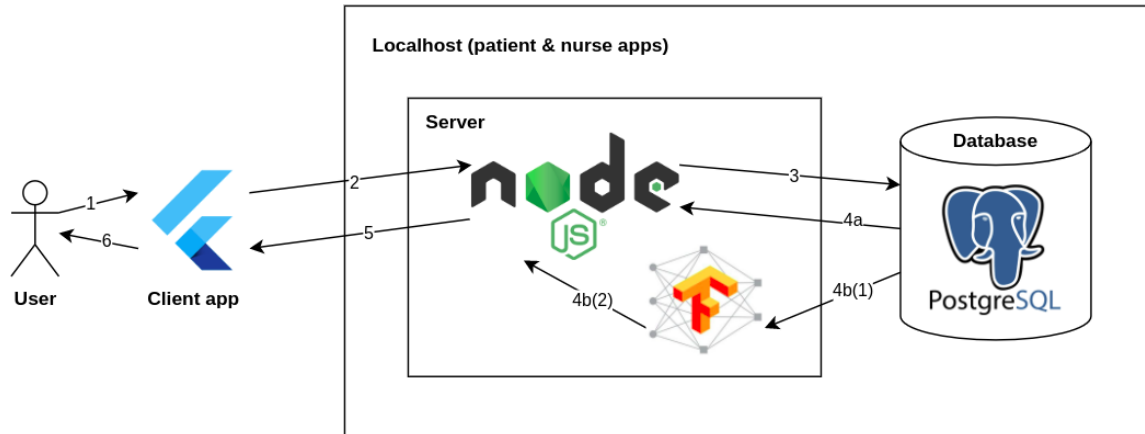 Localhost (patient & nurse apps)
Server
Database
node
JS
®
PostgreSQL
User
Client app
1
2
3
4a
4b(1)
4b(2)
5
6